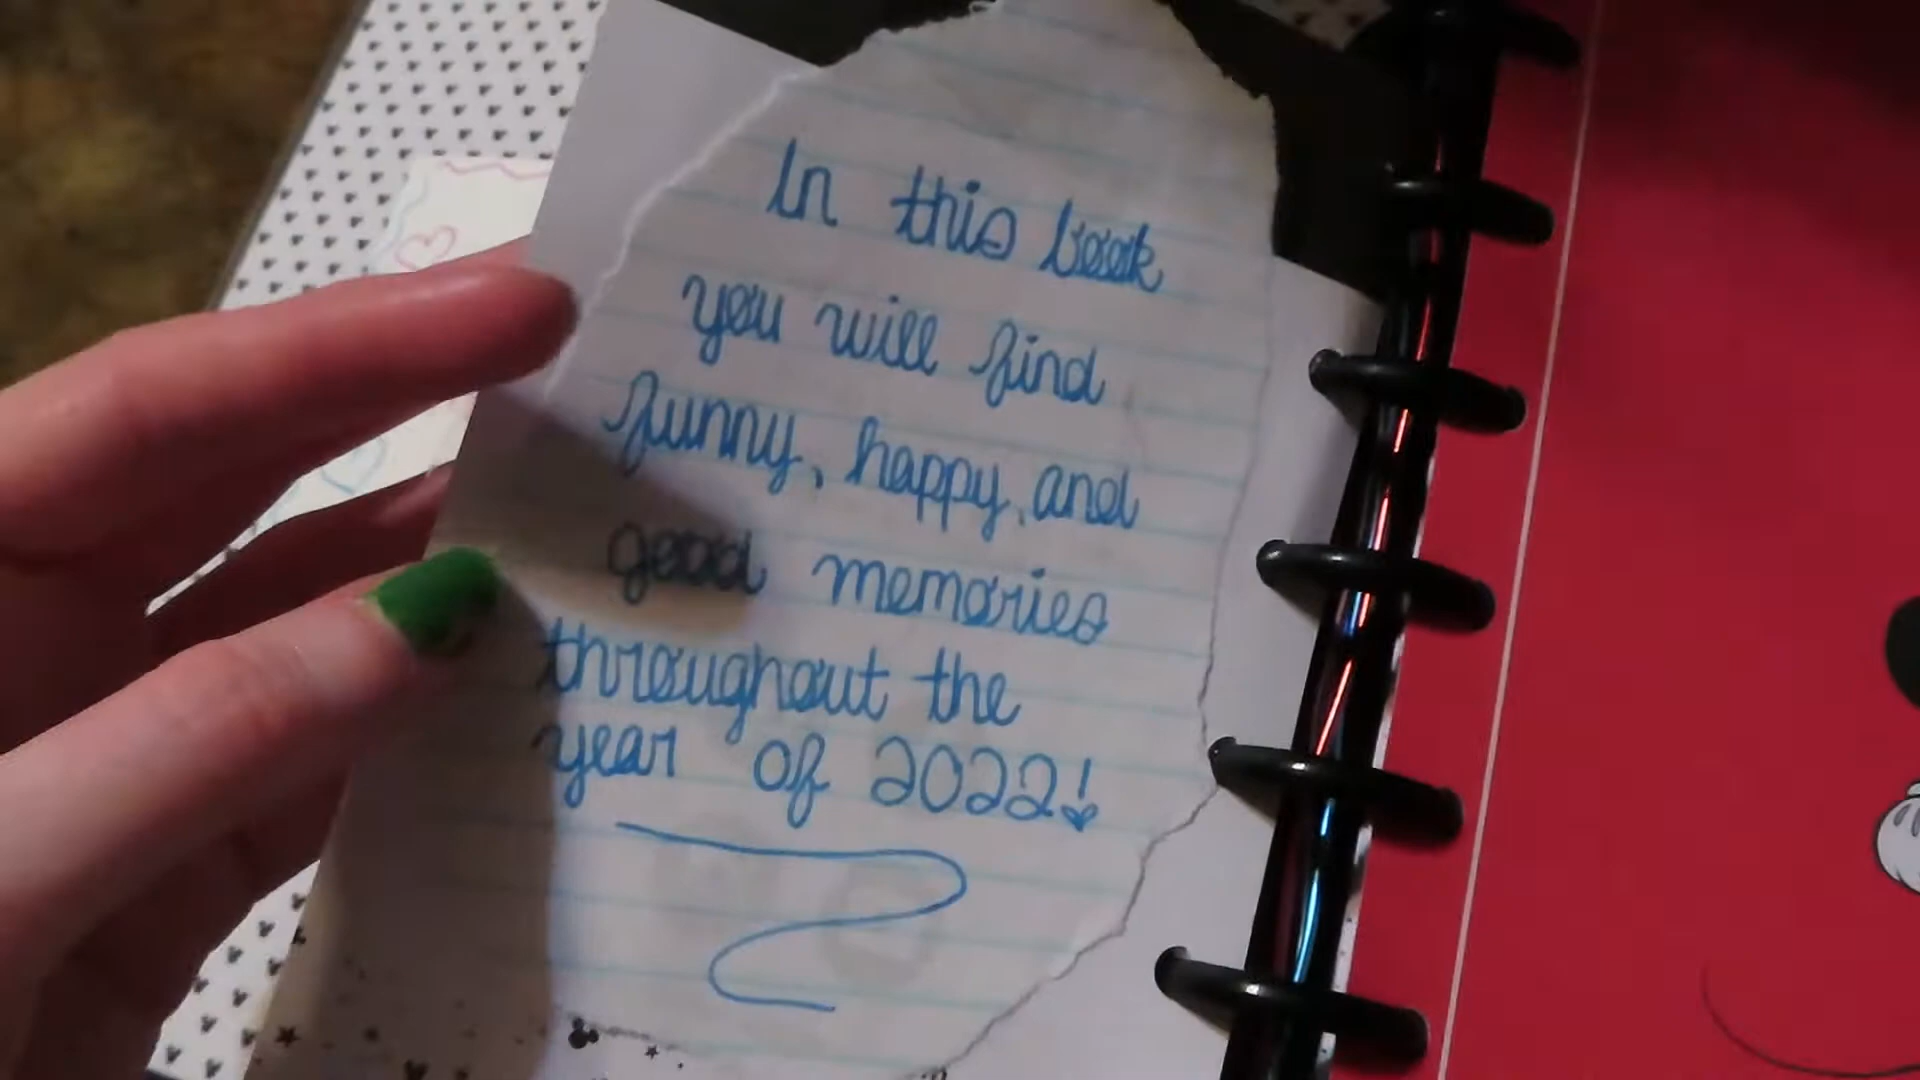 In this book
you will find
funny, happy, and
good memories
throughout the
year of 2022!